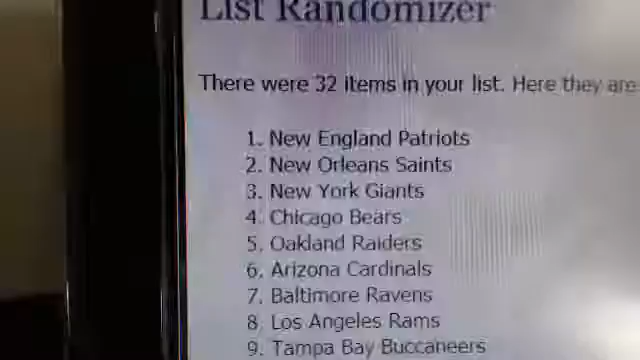 List Randomizer
There were 32 items in your list. Here they are
1. New England Patriots
2. New Orleans Saints
3. New York Giants
4. Chicago Bears
5. Oakland Raiders
6. Arizona Cardinals
7. Baltimore Ravens
8. Los Angeles Rams
9. Tampa Bay Buccaneers